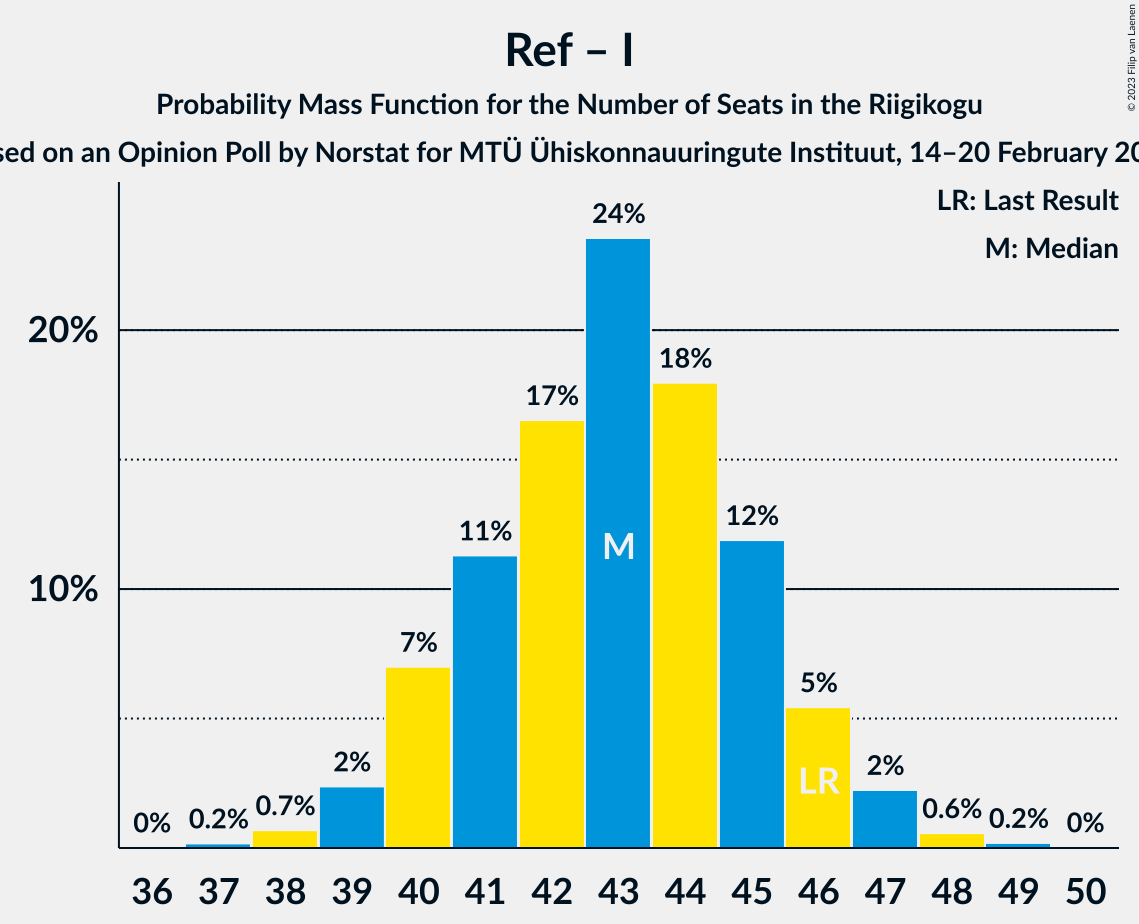 Ref – I
Probability Mass Function for the Number of Seats in the Riigikogu
on an Opinion Poll by Norstat for MTÜ Ühiskonnauuringute Instituut, 14–20 February
© 2023 Filip van Laenen
LR: Last Result
M: Median
20%
10%
0% 0.2% 0.7% 2% 7% 11% 17% 24% 18% 12% 5% 2% 0.6% 0.2% 0%
M
LR
36 37 38 39 40 41 42 43 44 45 46 47 48 49 50